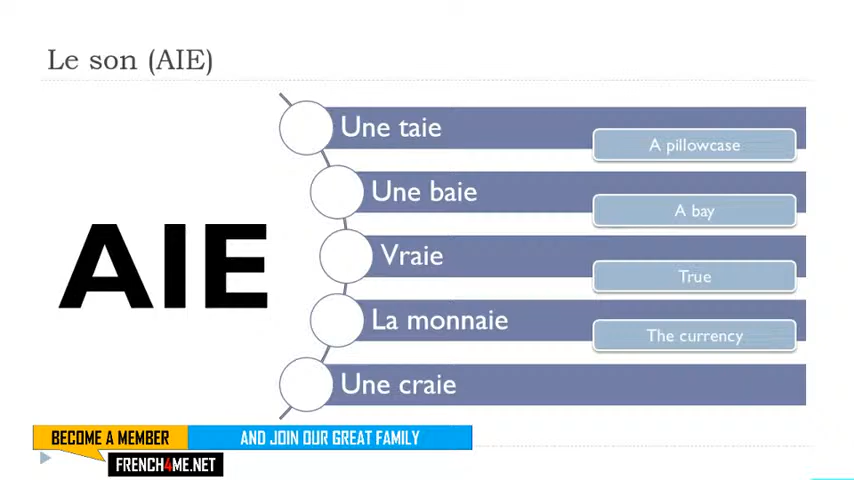 Le son (AIE)
AIE
Une taie
A pillowcase
Une baie
A bay
Vraie
True
La monnaie
The currency
Une craie
BECOME A MEMBER
AND JOIN OUR GREAT FAMILY
FRENCH4ME.NET